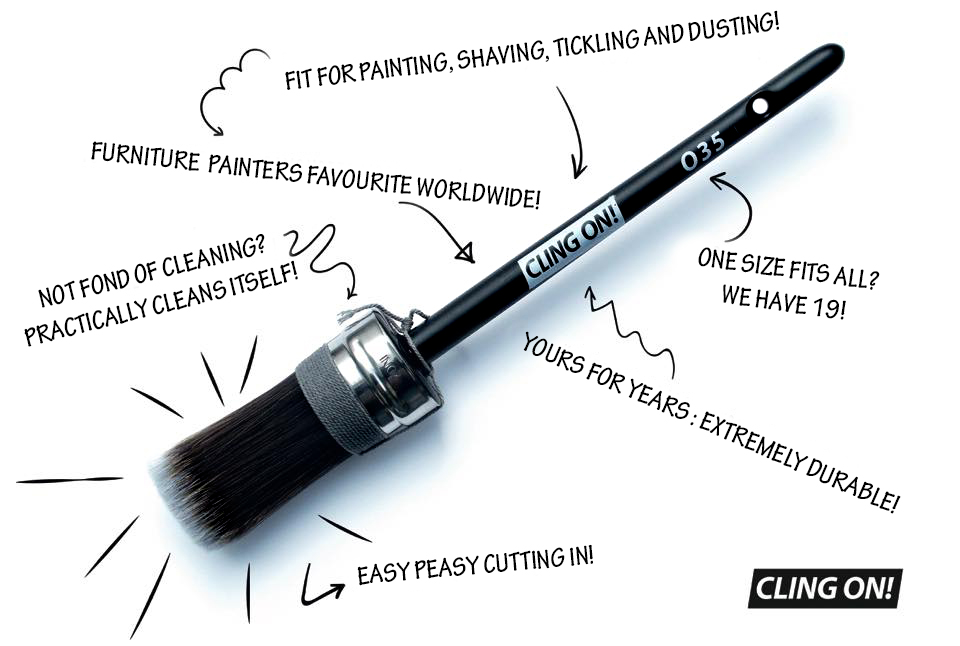 FIT FOR PAINTING, SHAVING, TICKLING AND DUSTING!
FURNITURE PAINTERS FAVOURITE WORLDWIDE!
O35
CLING ON!
NOT FOND OF CLEANING?
PRACTICALLY CLEANS ITSELF!
ONE SIZE FITS ALL?
WE HAVE 19!
YOURS FOR YEARS : EXTREMELY DURABLE!
EASY PEASY CUTTING IN!
CLING ON!